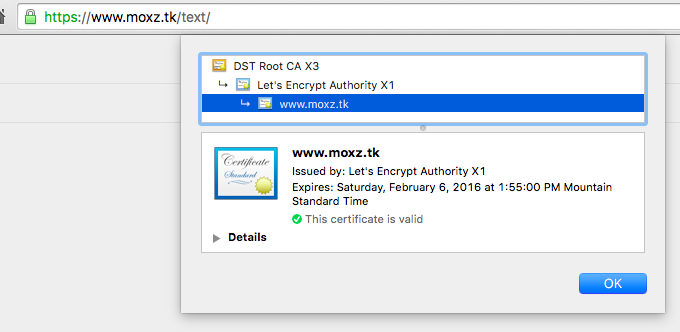 https://www.moxz.tk/text/
DST Root CA X3
Let's Encrypt Authority X1
www.moxz.tk
Certificate
Standard
www.moxz.tk
Issued by: Let's Encrypt Authority X1
Expires: Saturday, February 6, 2016 at 1:55:00 PM Mountain
Standard Time
This certificate is valid
Details
OK